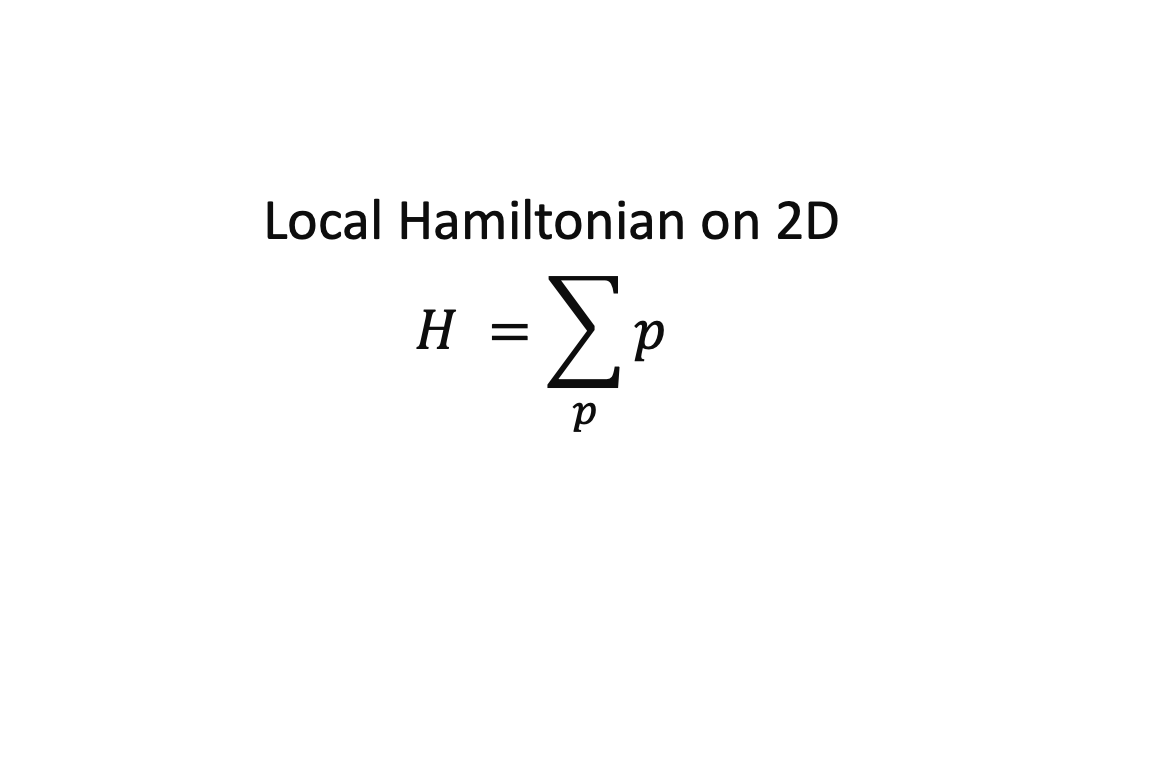 Local Hamiltonian on 2D
H = ∑ p
p